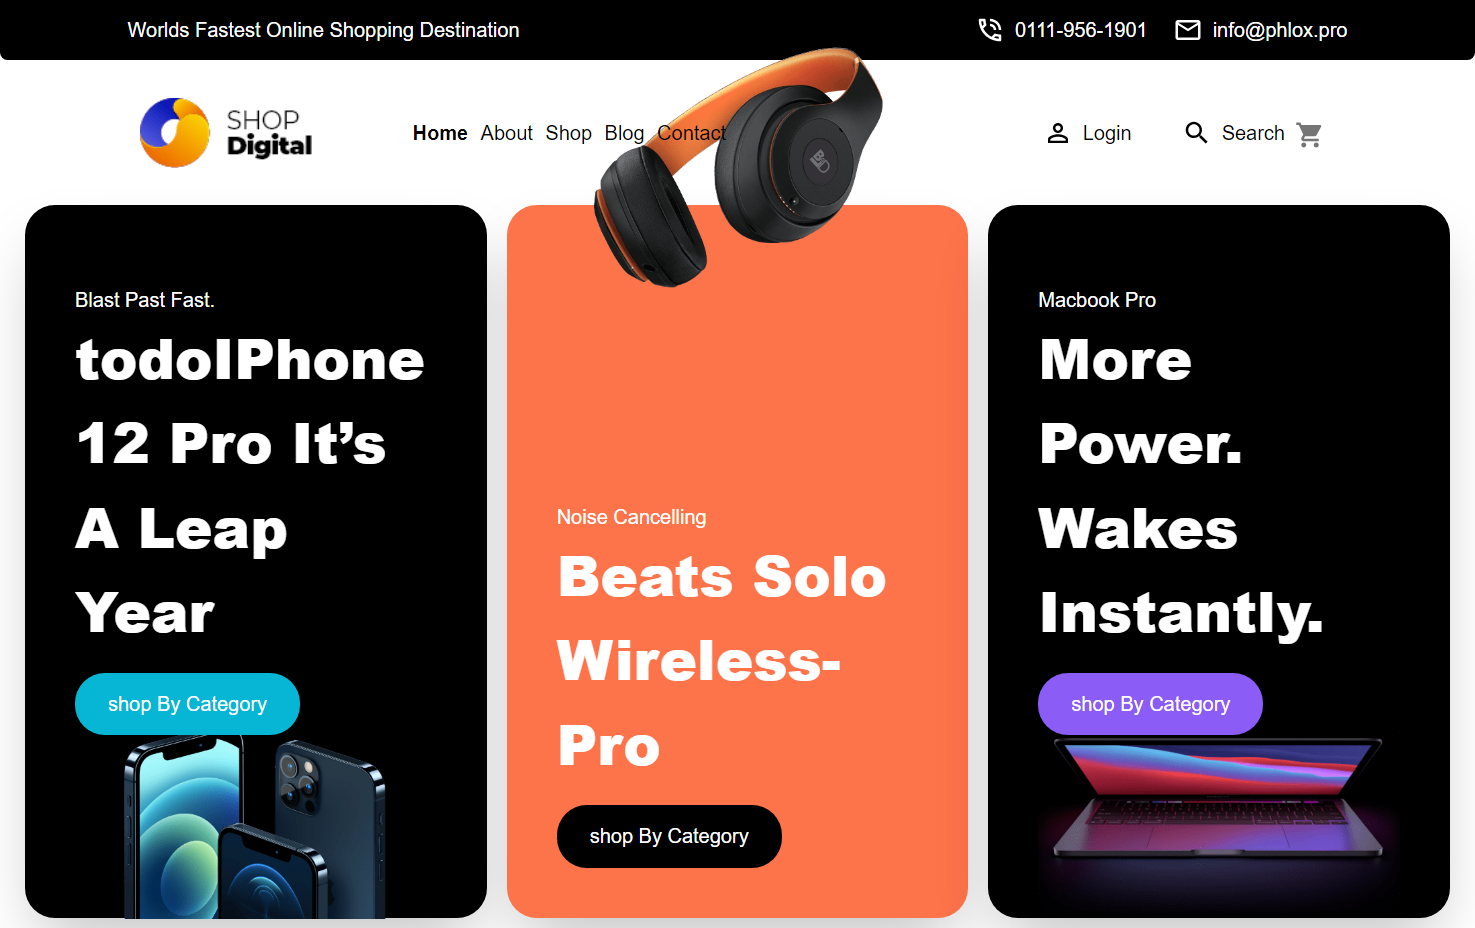 Worlds Fastest Online Shopping Destination
0111-956-1901
info@phlox.pro
SHOP
Digital
Home About Shop Blog Contact
Login
Search
Blast Past Fast.
todoIPhone
12 Pro It’s
A Leap
Year
shop By Category
Noise Cancelling
Beats Solo
Wireless-
Pro
shop By Category
Macbook Pro
More
Power.
Wakes
Instantly.
shop By Category